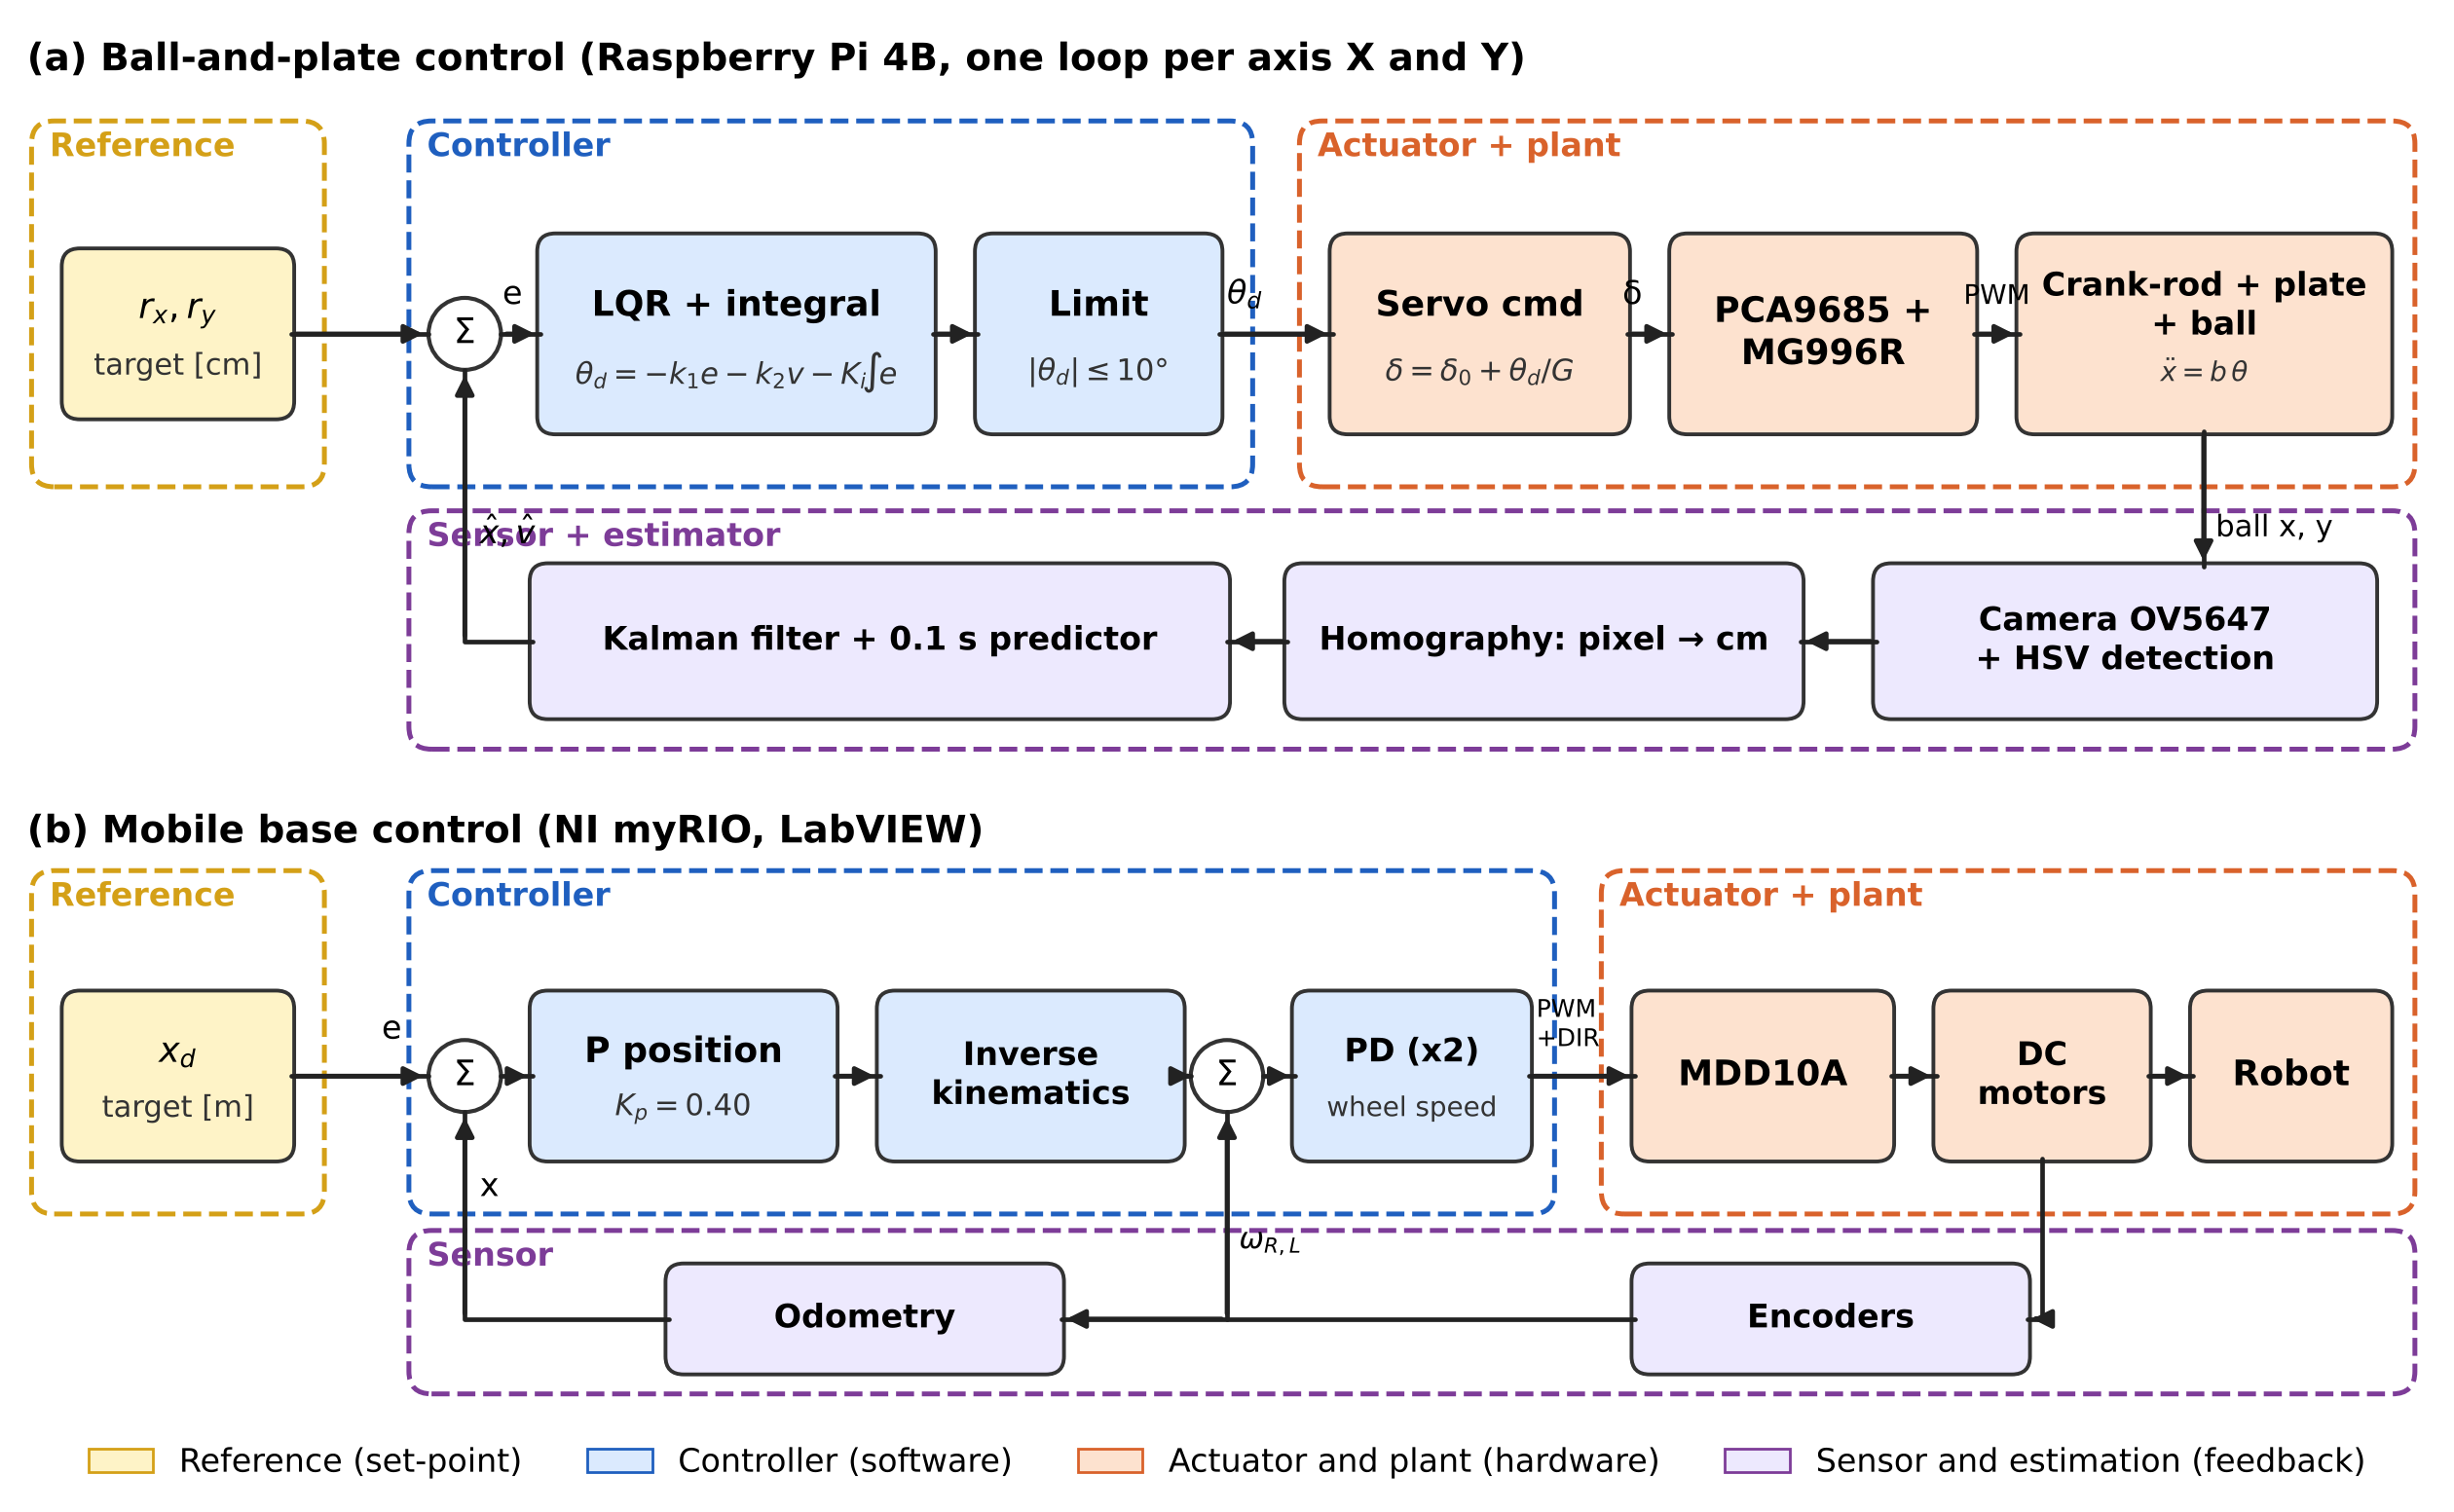 (a) Ball-and-plate control (Raspberry Pi 4B, one loop per axis X and Y)
Reference
Controller
Actuator + plant
rₓ, r_y
target [cm]
Σ
e
LQR + integral
θ_d = −k₁e − k₂v − K_i∫e
Limit
|θ_d| ≤ 10°
θ_d
Servo cmd
δ = δ₀ + θ_d/G
δ
PCA9685 +
MG996R
PWM
Crank-rod + plate
+ ball
ẍ = b θ
Sensor + estimator
x̂, v̂
ball x, y
Kalman filter + 0.1 s predictor
Homography: pixel → cm
Camera OV5647
+ HSV detection
(b) Mobile base control (NI myRIO, LabVIEW)
Reference
Controller
Actuator + plant
x_d
target [m]
e
Σ
P position
K_p = 0.40
Inverse
kinematics
Σ
PD (x2)
wheel speed
PWM
+DIR
MDD10A
DC
motors
Robot
x
Sensor
ω_{R, L}
Odometry
Encoders
Reference (set-point)
Controller (software)
Actuator and plant (hardware)
Sensor and estimation (feedback)